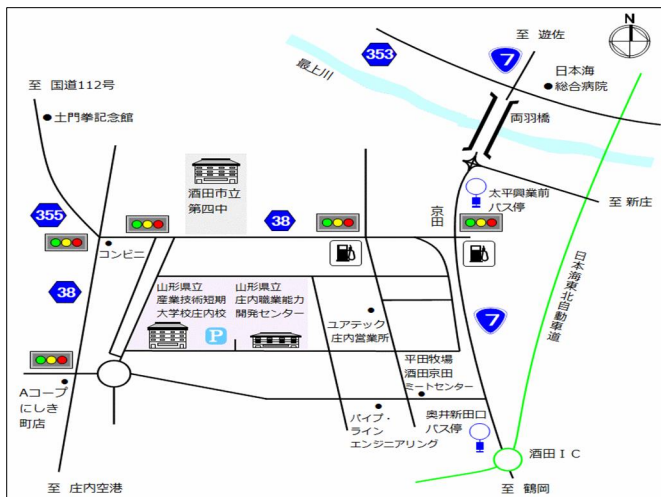 N
至 遊佐
353
7
最上川
日本海
総合病院
至 国道112号
土門拳記念館
両羽橋
酒田市立
第四中
太平興業前
バス停
至 新庄
京田
355
38
コンビニ
38
日本海東北自動車道
山形県立
産業技術短期
大学校庄内校
山形県立
庄内職業能力
開発センター
P
7
ユアテック
庄内営業所
平田牧場
酒田京田
ミートセンター
Aコープ
にしき
町店
パイプ・
ライン
エンジニアリング
奥井新田口
バス停
酒田IC
至 庄内空港
至 鶴岡